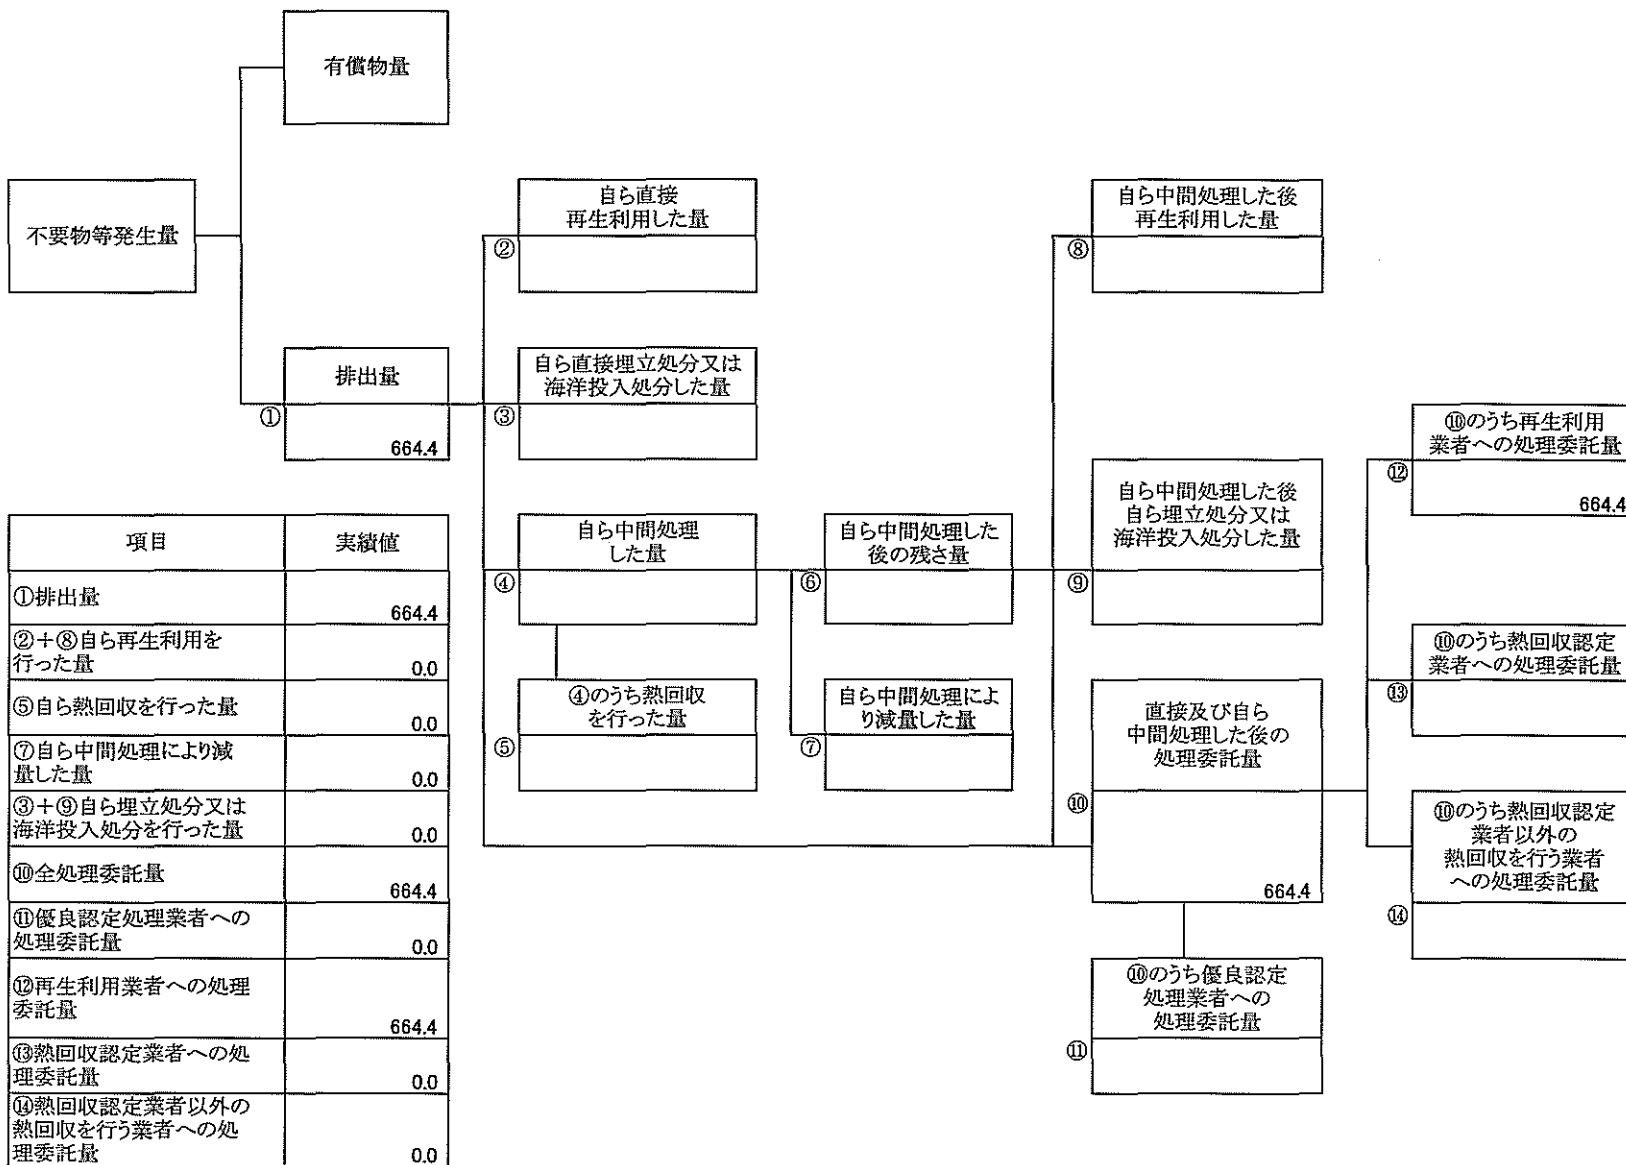 有償物量
不要物等発生量
自ら直接
再生利用した量
②
自ら中間処理した後
再生利用した量
⑧
排出量
①
664.4
自ら直接埋立処分又は
海洋投入処分した量
③
⑩のうち再生利用
業者への処理委託量
⑫
664.4
自ら中間処理
した量
④
自ら中間処理した
後の残さ量
⑥
自ら中間処理した後
自ら埋立処分又は
海洋投入処分した量
⑨
④のうち熱回収
を行った量
⑤
自ら中間処理によ
り減量した量
⑦
直接及び自ら
中間処理した後の
処理委託量
⑩
664.4
⑩のうち熱回収認定
業者への処理委託量
⑬
⑩のうち熱回収認定
業者以外の
熱回収を行う業者
への処理委託量
⑭
⑩のうち優良認定
処理業者への
処理委託量
⑪
項目 実績値
①排出量
664.4
②+⑧自ら再生利用を
行った量 0.0
⑤自ら熱回収を行った量
0.0
⑦自ら中間処理により減
量した量 0.0
③+⑨自ら埋立処分又は
海洋投入処分を行った量 0.0
⑩全処理委託量
664.4
⑪優良認定処理業者への
処理委託量 0.0
⑫再生利用業者への処理
委託量
664.4
⑬熱回収認定業者への処
理委託量 0.0
⑭熱回収認定業者以外の
熱回収を行う業者への処
理委託量 0.0